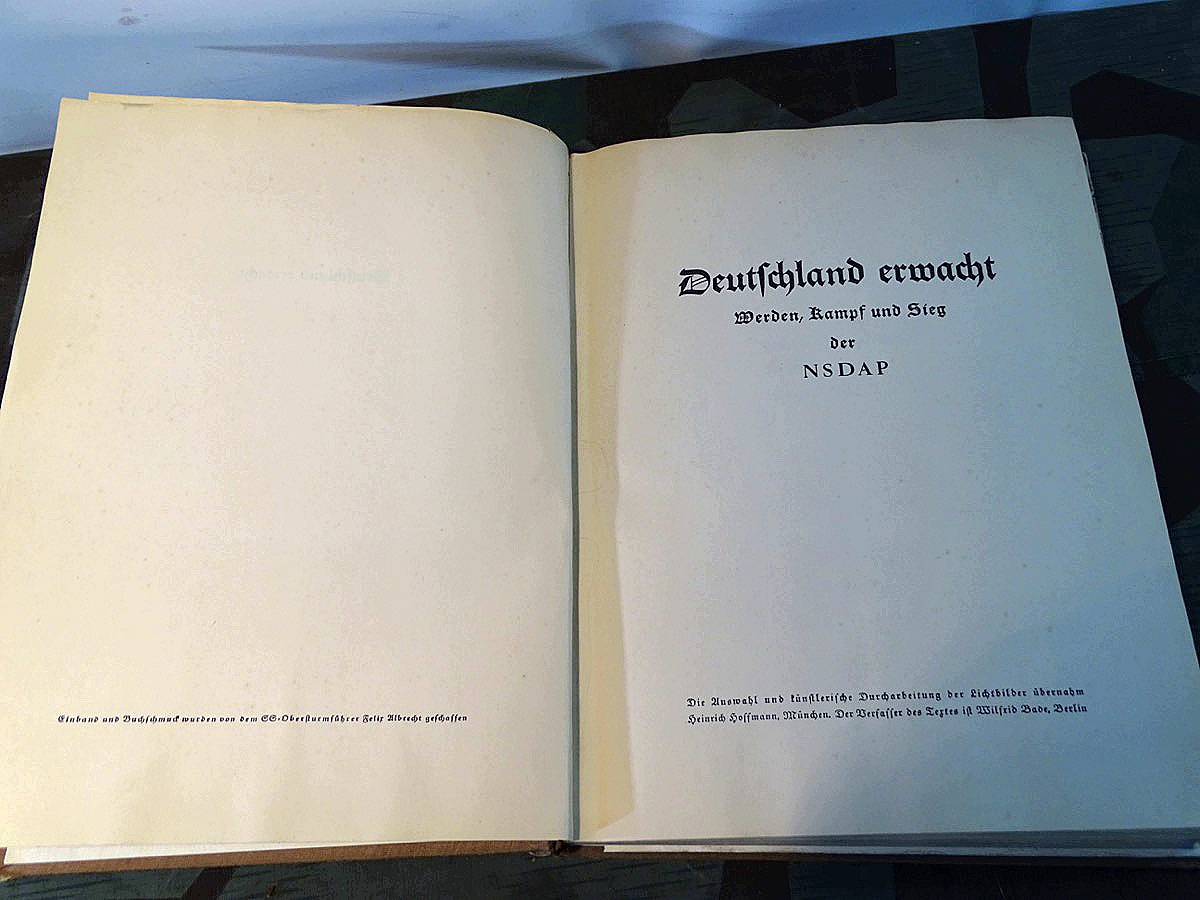 Einband und Buchschmuck wurden von dem SS-Obersturmführer Felix Albrecht geschaffen
Deutſchland erwacht
Werden, Kampf und Sieg
der
NSDAP
Die Auswahl und künſtleriſche Durcharbeitung der Lichtbilder übernahm
Heinrich Hoffmann, München. Der Verfaſſer des Textes iſt Wilfrid Bade, Berlin